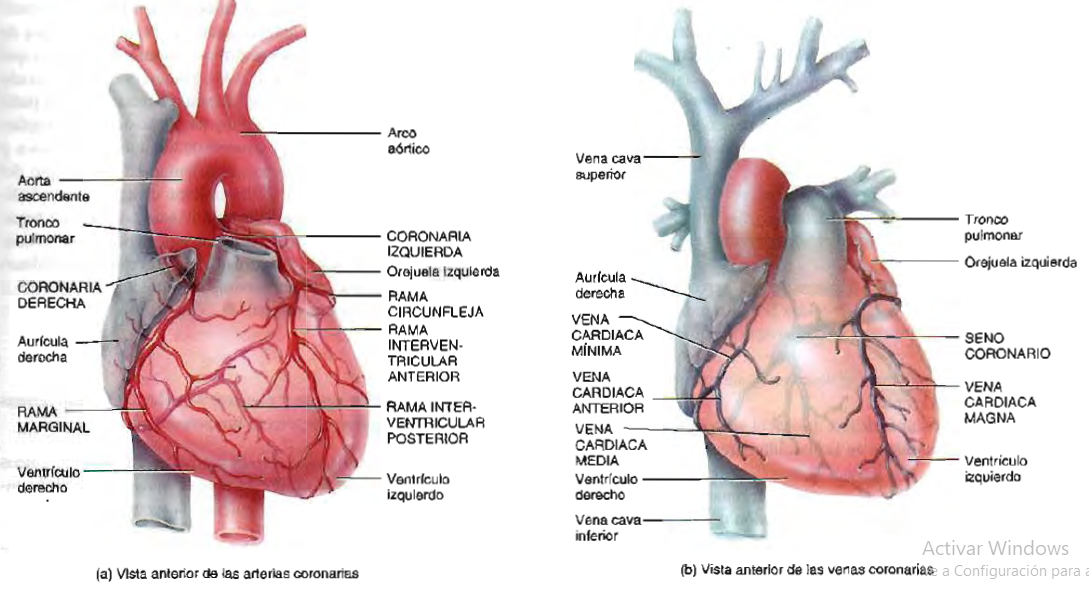 Arco
aórtico
Aorta
ascendente
Tronco
pulmonar
CORONARIA
IZQUIERDA
Orejuela izquierda
CORONARIA
DERECHA
RAMA
CIRCUNFLEJA
Aurícula
derecha
RAMA
INTERVEN-
TRICULAR
ANTERIOR
RAMA
MARGINAL
RAMA INTER-
VENTRICULAR
POSTERIOR
Ventrículo
derecho
Ventrículo
izquierdo
(a) Vista anterior de las arterias coronarias
Vena cava
superior
Tronco
pulmonar
Orejuela izquierda
Aurícula
derecha
VENA
CARDIACA
MÍNIMA
SENO
CORONARIO
VENA
CARDIACA
ANTERIOR
VENA
CARDIACA
MAGNA
VENA
CARDIACA
MEDIA
Ventrículo
derecho
Ventrículo
izquierdo
Vena cava
inferior
(b) Vista anterior de las venas coronarias
Activar Windows
a Configuración para